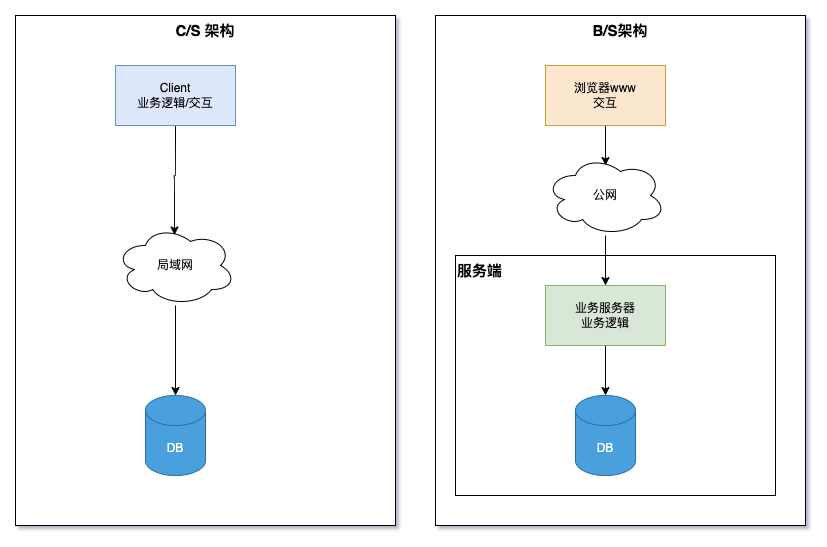 C/S 架构
Client
业务逻辑/交互
局域网
DB
B/S架构
浏览器www
交互
公网
服务端
业务服务器
业务逻辑
DB